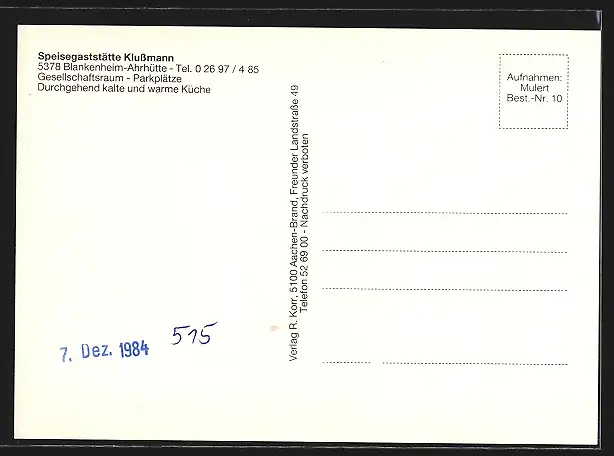 Speisegaststätte Klußmann
5378 Blankenheim-Ahrhütte - Tel. 0 26 97 / 4 85
Gesellschaftsraum - Parkplätze
Durchgehend kalte und warme Küche
7. Dez. 1984
515
Verlag R. Korr, 5100 Aachen-Brand, Freunder Landstraße 49
Telefon 52 69 00 - Nachdruck verboten
Aufnahmen:
Mulert
Best.-Nr. 10